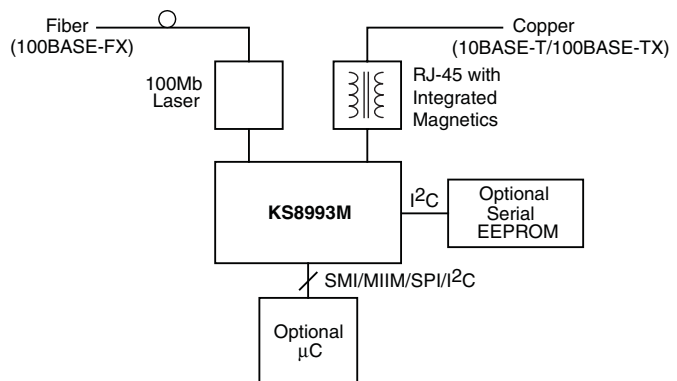 Fiber
(100BASE-FX)
Copper
(10BASE-T/100BASE-TX)
100Mb
Laser
RJ-45 with
Integrated
Magnetics
KS8993M
I²C
Optional
Serial
EEPROM
SMI/MIIM/SPI/I²C
Optional
µC